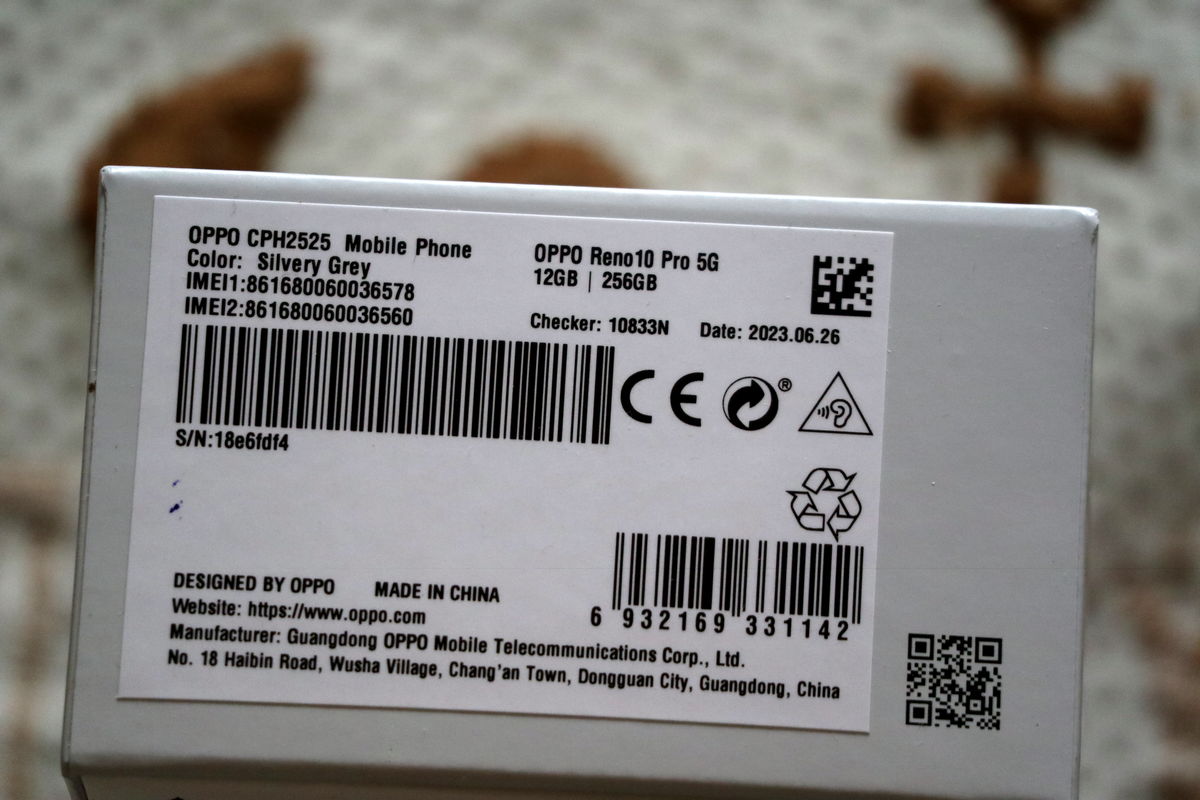 OPPO CPH2525 Mobile Phone
Color: Silvery Grey
IMEI1:861680060036578
IMEI2:861680060036560
OPPO Reno10 Pro 5G
12GB | 256GB
Checker: 10833N Date: 2023.06.26
CE ®
S/N:18e6fdf4
6 932169 331142
DESIGNED BY OPPO MADE IN CHINA
Website: https://www.oppo.com
Manufacturer: Guangdong OPPO Mobile Telecommunications Corp., Ltd.
No. 18 Haibin Road, Wusha Village, Chang'an Town, Dongguan City, Guangdong, China